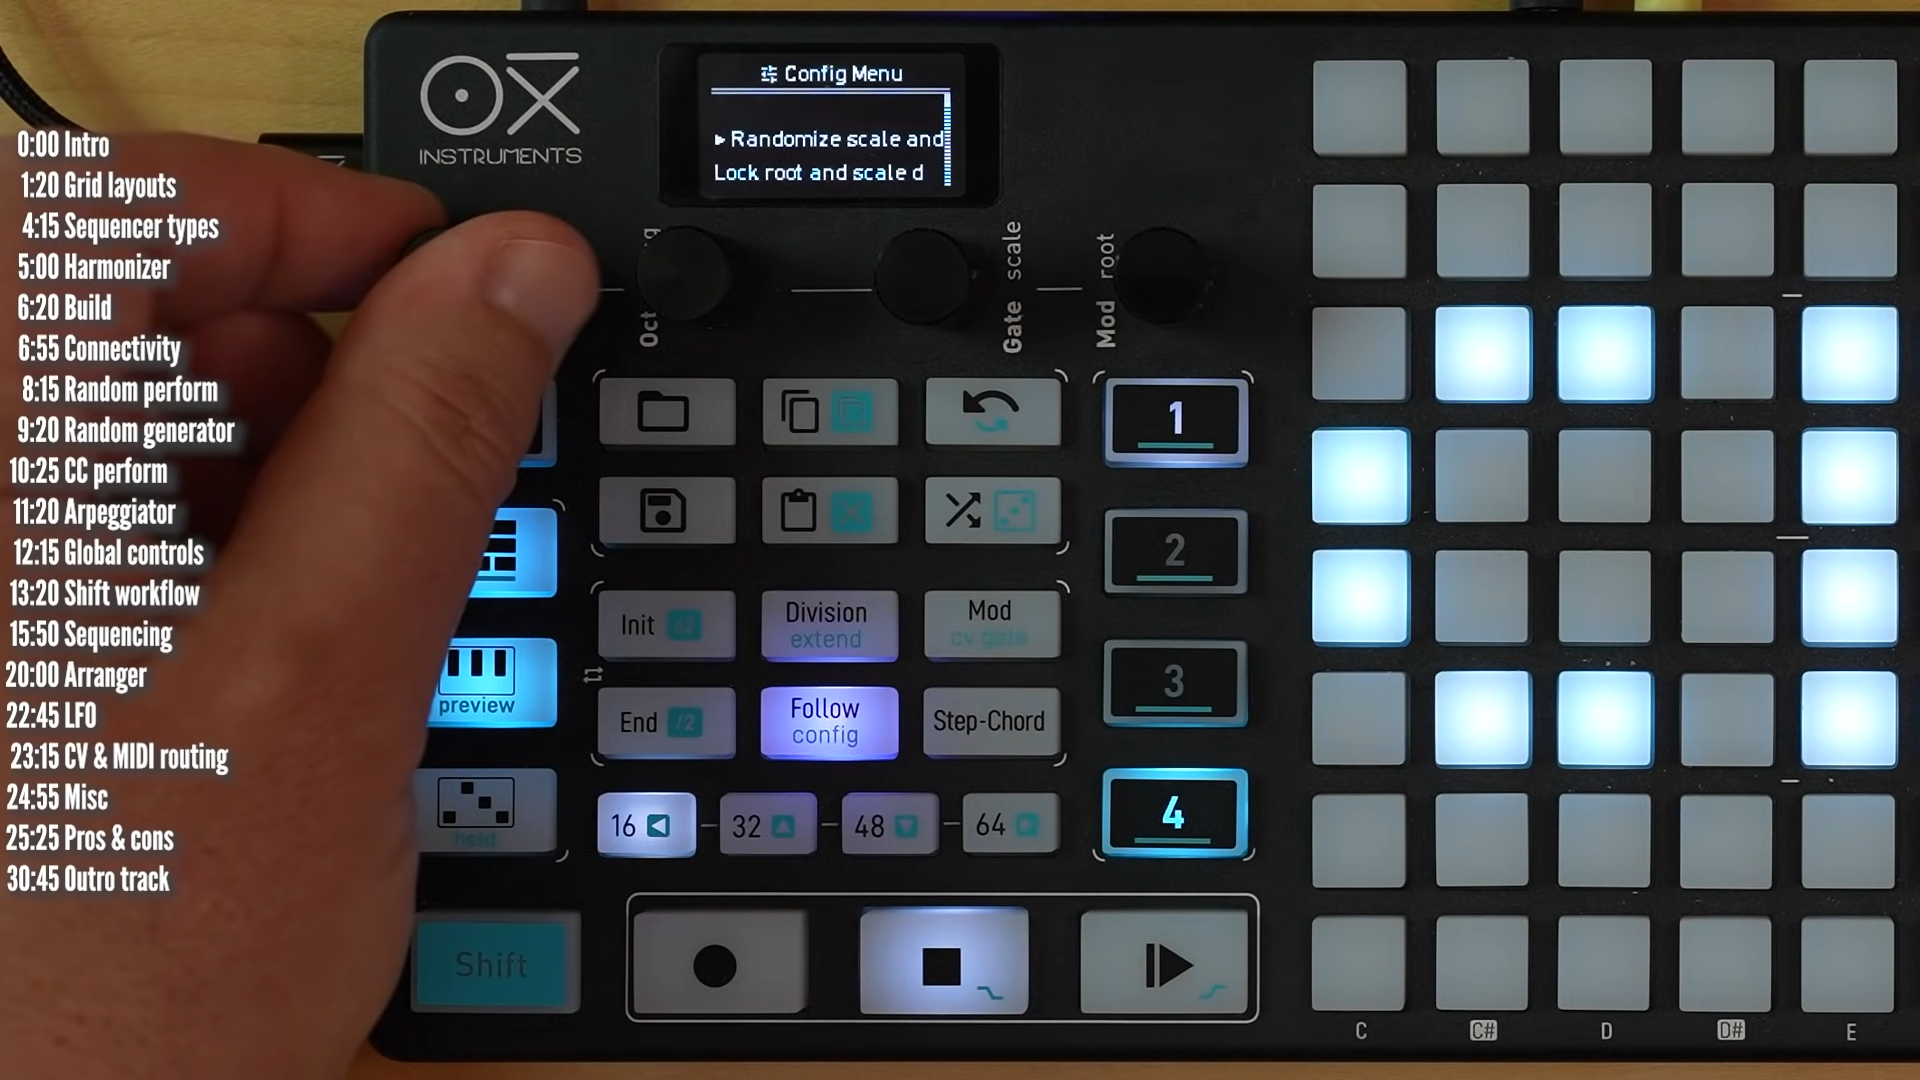 0:00 Intro
1:20 Grid layouts
4:15 Sequencer types
5:00 Harmonizer
6:20 Build
6:55 Connectivity
8:15 Random perform
9:20 Random generator
10:25 CC perform
11:20 Arpeggiator
12:15 Global controls
13:20 Shift workflow
15:50 Sequencing
20:00 Arranger
22:45 LFO
23:15 CV & MIDI routing
24:55 Misc
25:25 Pros & cons
30:45 Outro track
OX
INSTRUMENTS
Config Menu
Randomize scale and
Lock root and scale d
Oct
Gate scale
Mod root
1
2
3
4
Init x2
Division
extend
Mod
cv gate
End /2
Follow
config
Step-Chord
preview
hold
16
32
48
64
Shift
C
C#
D
D#
E